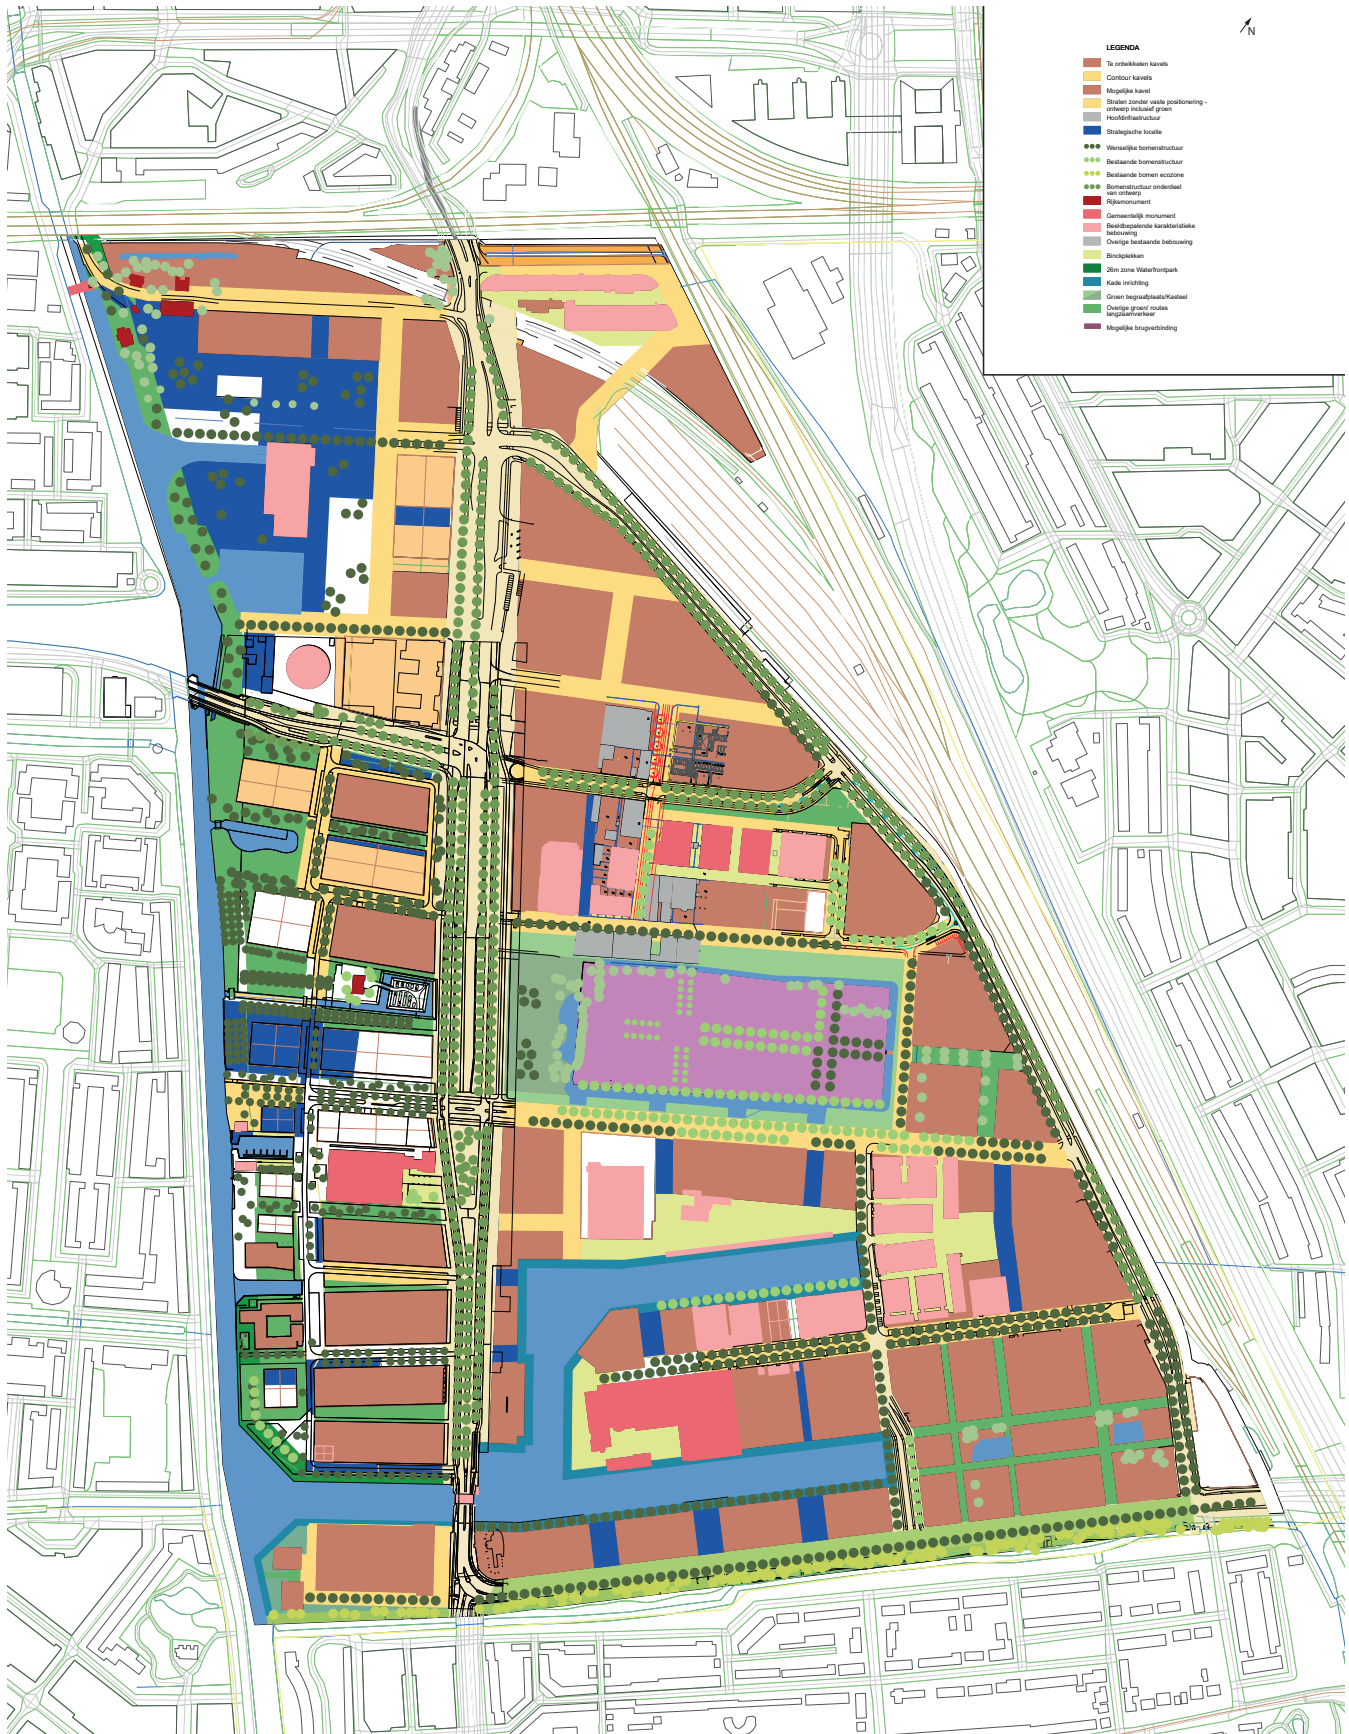 N
LEGENDA
Te ontwikkelen kavels
Contour kavels
Mogelijke kavel
Straten zonder vaste positionering -
ontwerp inclusief groen
Hoofdinfrastructuur
Strategische locatie
Wenselijke bomenstructuur
Bestaande bomenstructuur
Bestaande bomen ecozone
Bomenstructuur onderdeel
van ontwerp
Rijksmonument
Gemeentelijk monument
Beeldbepalende karakteristieke
bebouwing
Overige bestaande bebouwing
Binckplekken
26m zone Waterfrontpark
Kade inrichting
Groen begraafplaats/Kasteel
Overige groen/ routes
langzaamverkeer
Mogelijke brugverbinding